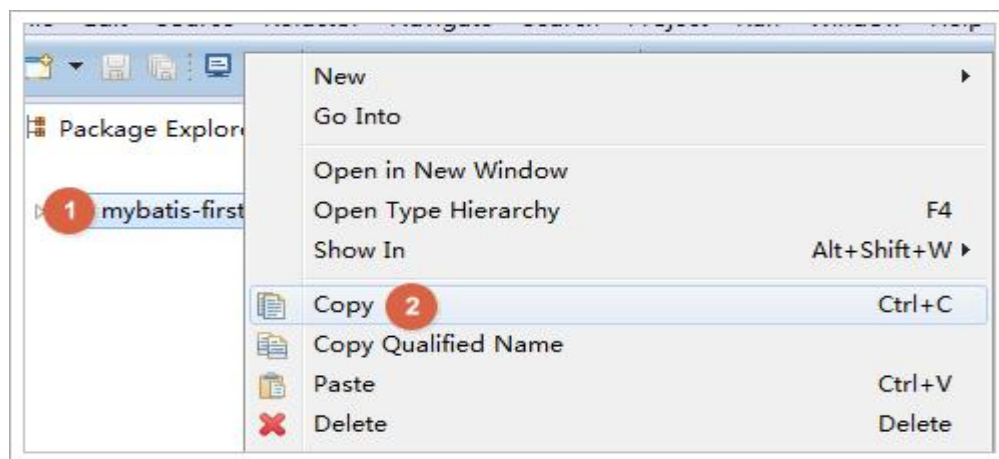 Package Explore
New
Go Into
Open in New Window
1 mybatis-first
Open Type Hierarchy F4
Show In Alt+Shift+W
Copy 2 Ctrl+C
Copy Qualified Name
Paste Ctrl+V
Delete Delete